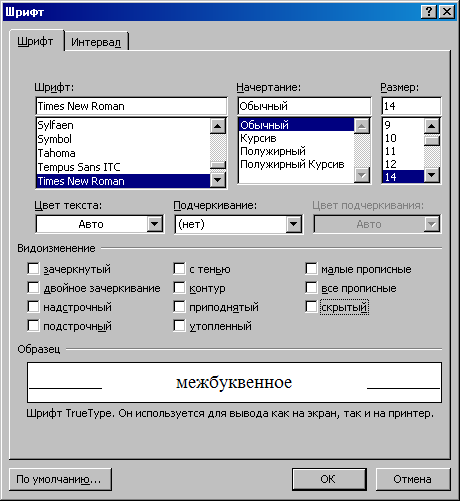 Шрифт
Шрифт Интервал
Шрифт: Начертание: Размер:
Times New Roman Обычный 14
Sylfaen Обычный 9
Symbol Курсив 10
Tahoma Полужирный 11
Tempus Sans ITC Полужирный Курсив 12
Times New Roman 14
Цвет текста: Подчеркивание: Цвет подчеркивания:
Авто (нет) Авто
Видоизменение
зачеркнутый с тенью малые прописные
двойное зачеркивание контур все прописные
надстрочный приподнятый скрытый
подстрочный утопленный
Образец
межбуквенное
Шрифт TrueType. Он используется для вывода как на экран, так и на принтер.
По умолчанию... OK Отмена